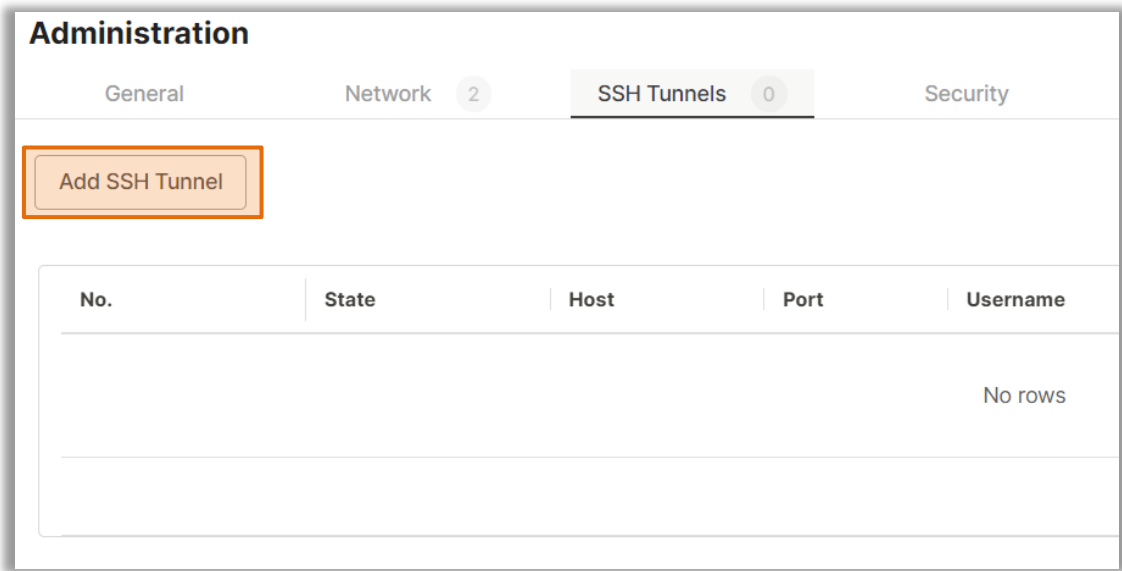 Administration
General Network 2 SSH Tunnels 0 Security
Add SSH Tunnel
No. State Host Port Username
No rows